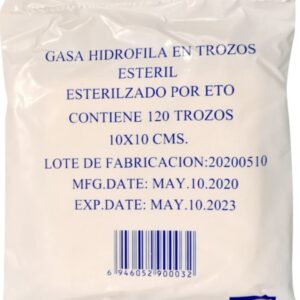 GASA HIDROFILA EN TROZOS
ESTERIL
ESTERILZADO POR ETO
CONTIENE 120 TROZOS
10X10 CMS.
LOTE DE FABRICACION:20200510
MFG.DATE: MAY.10.2020
EXP.DATE: MAY.10.2023
6 946052 900032